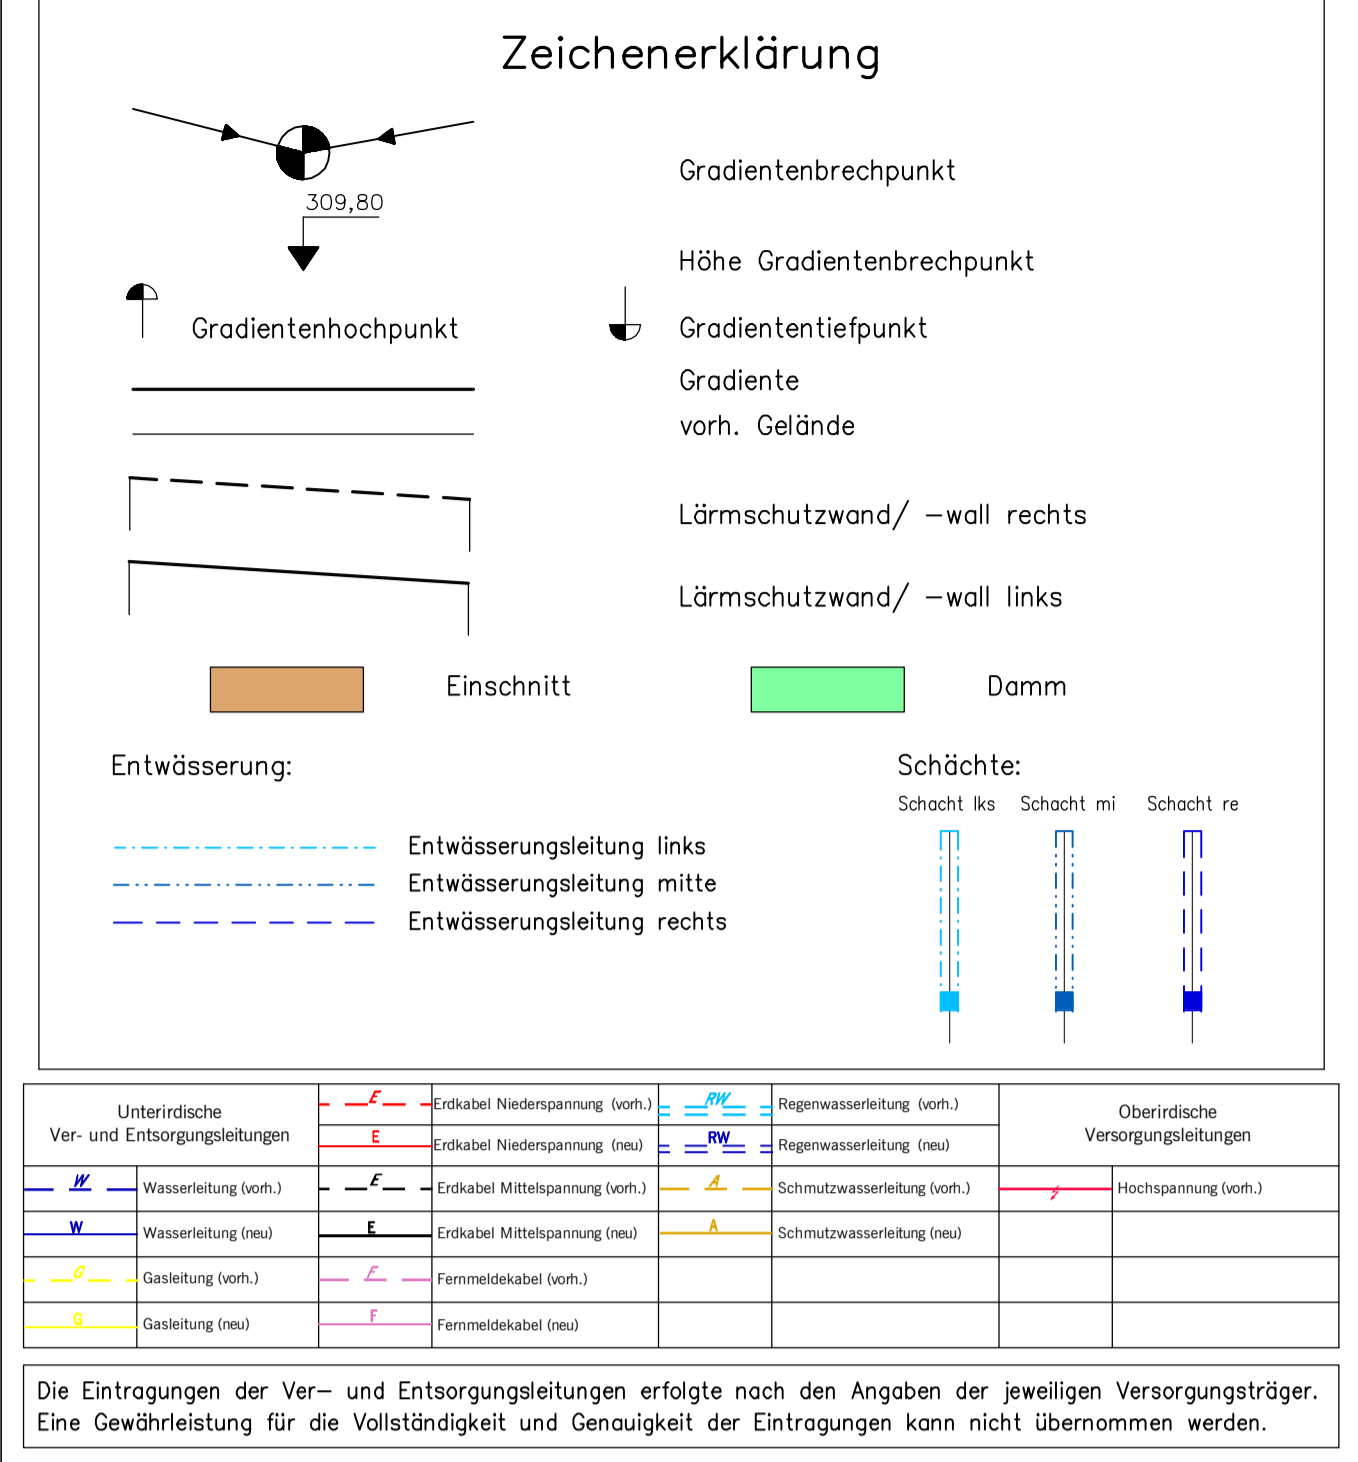 Zeichenerklärung
309,80
Gradientenbrechpunkt
Höhe Gradientenbrechpunkt
Gradientenhochpunkt
Gradiententiefpunkt
Gradiente
vorh. Gelände
Lärmschutzwand/ -wall rechts
Lärmschutzwand/ -wall links
Einschnitt
Damm
Entwässerung:
Entwässerungsleitung links
Entwässerungsleitung mitte
Entwässerungsleitung rechts
Schächte:
Schacht lks
Schacht mi
Schacht re
Unterirdische
Ver- und Entsorgungsleitungen
W
Wasserleitung (vorh.)
W
Wasserleitung (neu)
G
Gasleitung (vorh.)
G
Gasleitung (neu)
E
Erdkabel Niederspannung (vorh.)
E
Erdkabel Niederspannung (neu)
E
Erdkabel Mittelspannung (vorh.)
E
Erdkabel Mittelspannung (neu)
F
Fernmeldekabel (vorh.)
F
Fernmeldekabel (neu)
RW
Regenwasserleitung (vorh.)
RW
Regenwasserleitung (neu)
A
Schmutzwasserleitung (vorh.)
A
Schmutzwasserleitung (neu)
Oberirdische
Versorgungsleitungen
Hochspannung (vorh.)
Die Eintragungen der Ver- und Entsorgungsleitungen erfolgte nach den Angaben der jeweiligen Versorgungsträger.
Eine Gewährleistung für die Vollständigkeit und Genauigkeit der Eintragungen kann nicht übernommen werden.